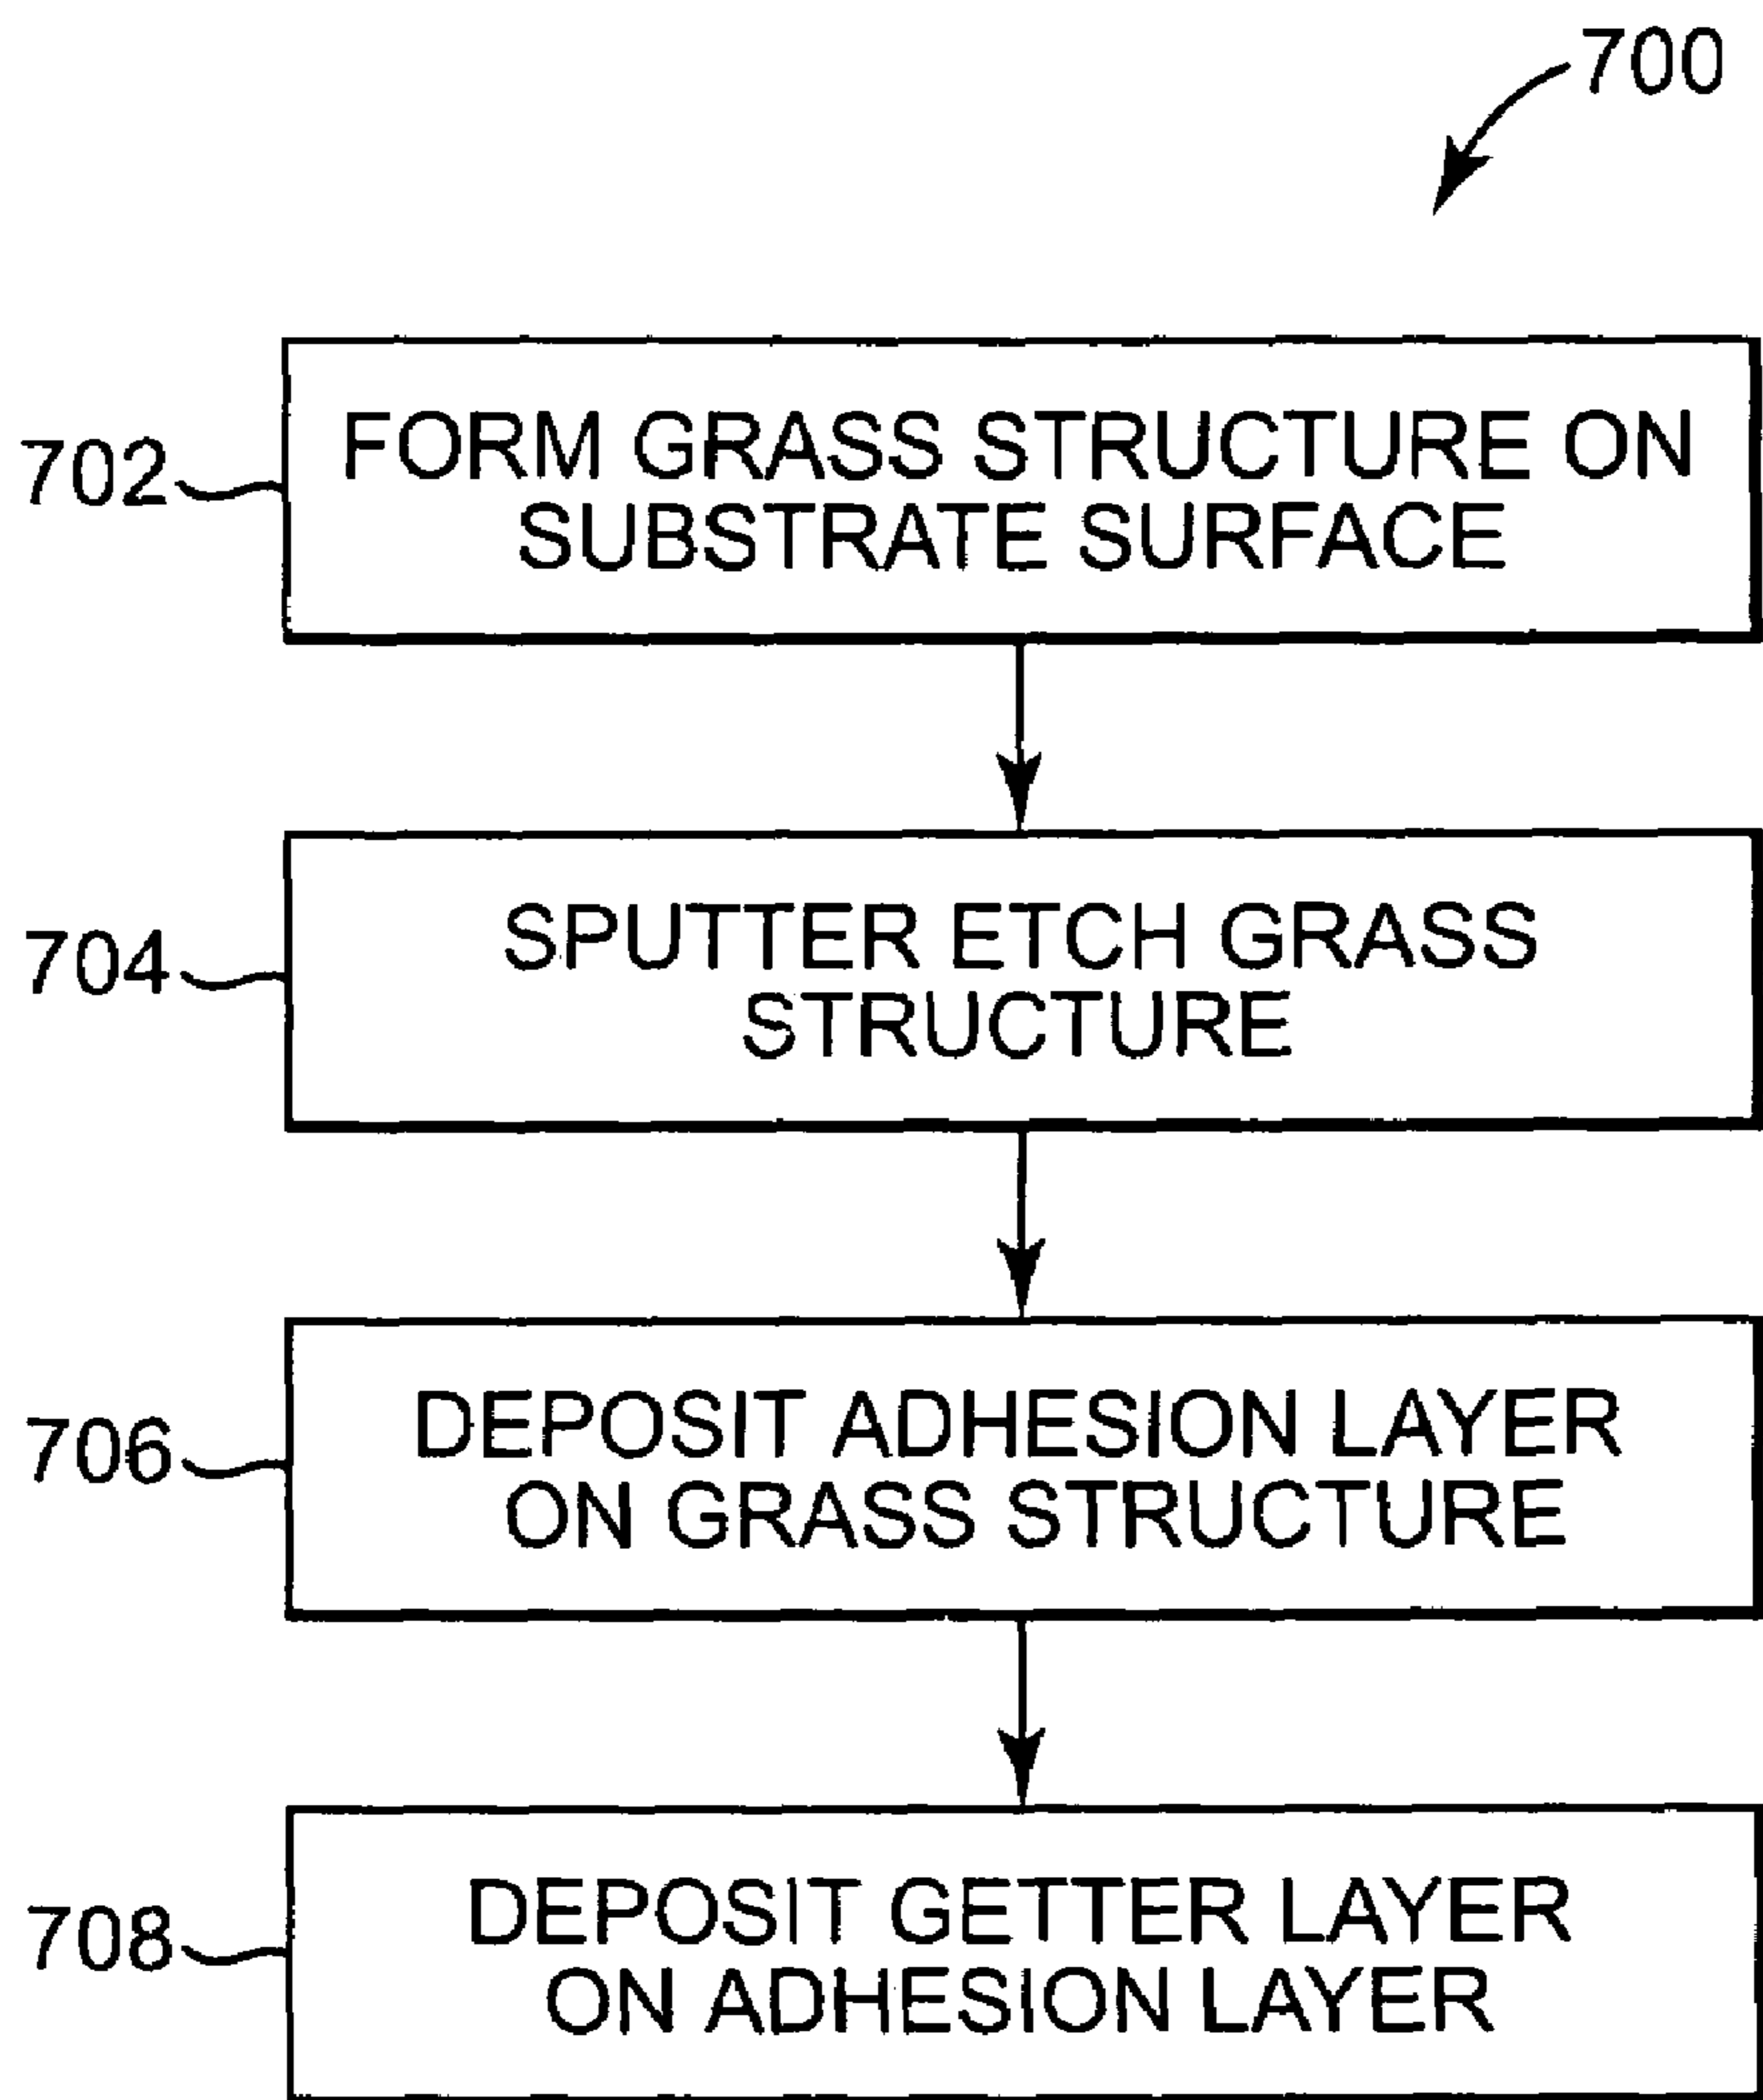 700
702
FORM GRASS STRUCTURE ON
SUBSTRATE SURFACE
704
SPUTTER ETCH GRASS
STRUCTURE
706
DEPOSIT ADHESION LAYER
ON GRASS STRUCTURE
708
DEPOSIT GETTER LAYER
ON ADHESION LAYER